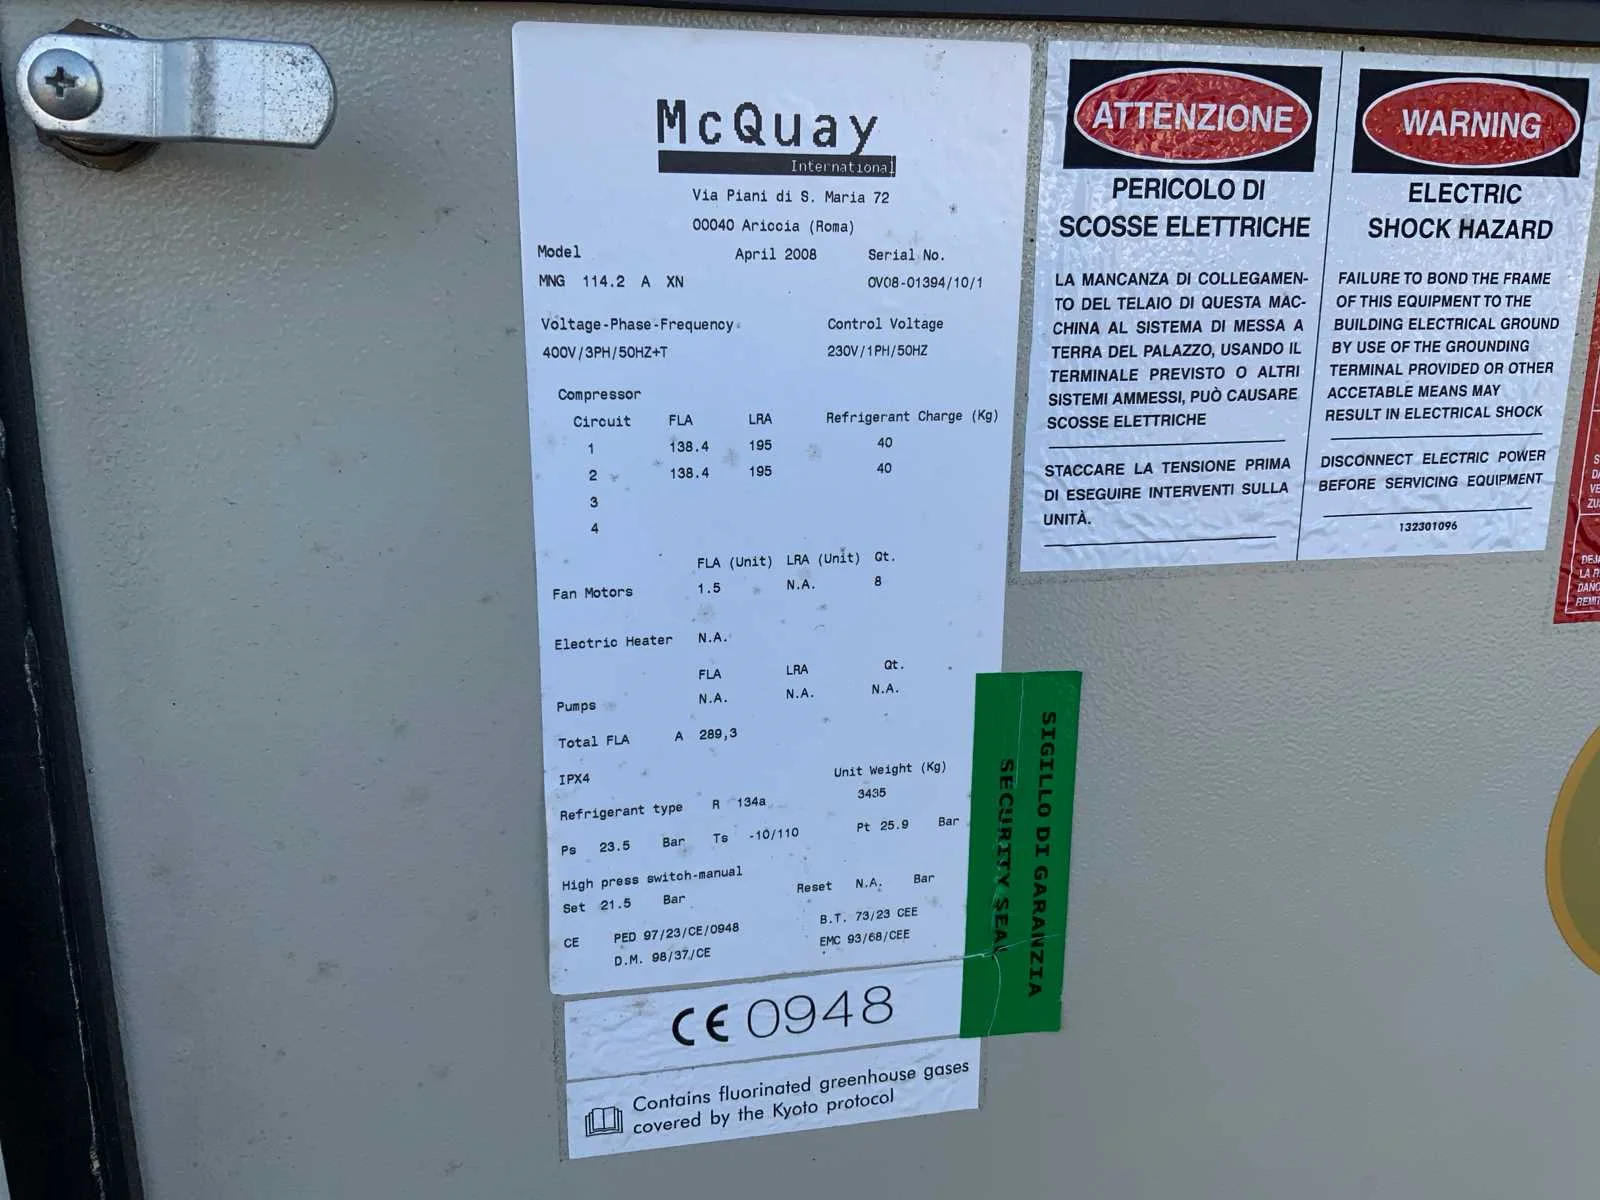 McQuay
International
Via Piani di S. Maria 72
00040 Ariccia (Roma)
Model April 2008 Serial No.
MNG 114.2 A XN OV08-01394/10/1
Voltage-Phase-Frequency Control Voltage
400V/3PH/50HZ+T 230V/1PH/50HZ
Compressor
Circuit FLA LRA Refrigerant Charge (Kg)
1 138.4 195 40
2 138.4 195 40
3
4
FLA (Unit) LRA (Unit) Qt.
Fan Motors 1.5 N.A. 8
Electric Heater N.A.
FLA LRA Qt.
Pumps N.A. N.A. N.A.
Total FLA A 289,3
IPX4 Unit Weight (Kg)
Refrigerant type R 134a 3435
Ps 23.5 Bar Ts -10/110 Pt 25.9 Bar
High press switch-manual
Set 21.5 Bar Reset N.A. Bar
CE PED 97/23/CE/0948 B.T. 73/23 CEE
D.M. 98/37/CE EMC 93/68/CEE
CE 0948
Contains fluorinated greenhouse gases
covered by the Kyoto protocol
SIGILLO DI GARANZIA
SECURITY SEAL
ATTENZIONE
PERICOLO DI
SCOSSE ELETTRICHE
LA MANCANZA DI COLLEGAMEN-
TO DEL TELAIO DI QUESTA MAC-
CHINA AL SISTEMA DI MESSA A
TERRA DEL PALAZZO, USANDO IL
TERMINALE PREVISTO O ALTRI
SISTEMI AMMESSI, PUÒ CAUSARE
SCOSSE ELETTRICHE
STACCARE LA TENSIONE PRIMA
DI ESEGUIRE INTERVENTI SULLA
UNITÀ.
WARNING
ELECTRIC
SHOCK HAZARD
FAILURE TO BOND THE FRAME
OF THIS EQUIPMENT TO THE
BUILDING ELECTRICAL GROUND
BY USE OF THE GROUNDING
TERMINAL PROVIDED OR OTHER
ACCETABLE MEANS MAY
RESULT IN ELECTRICAL SHOCK
DISCONNECT ELECTRIC POWER
BEFORE SERVICING EQUIPMENT
132301096